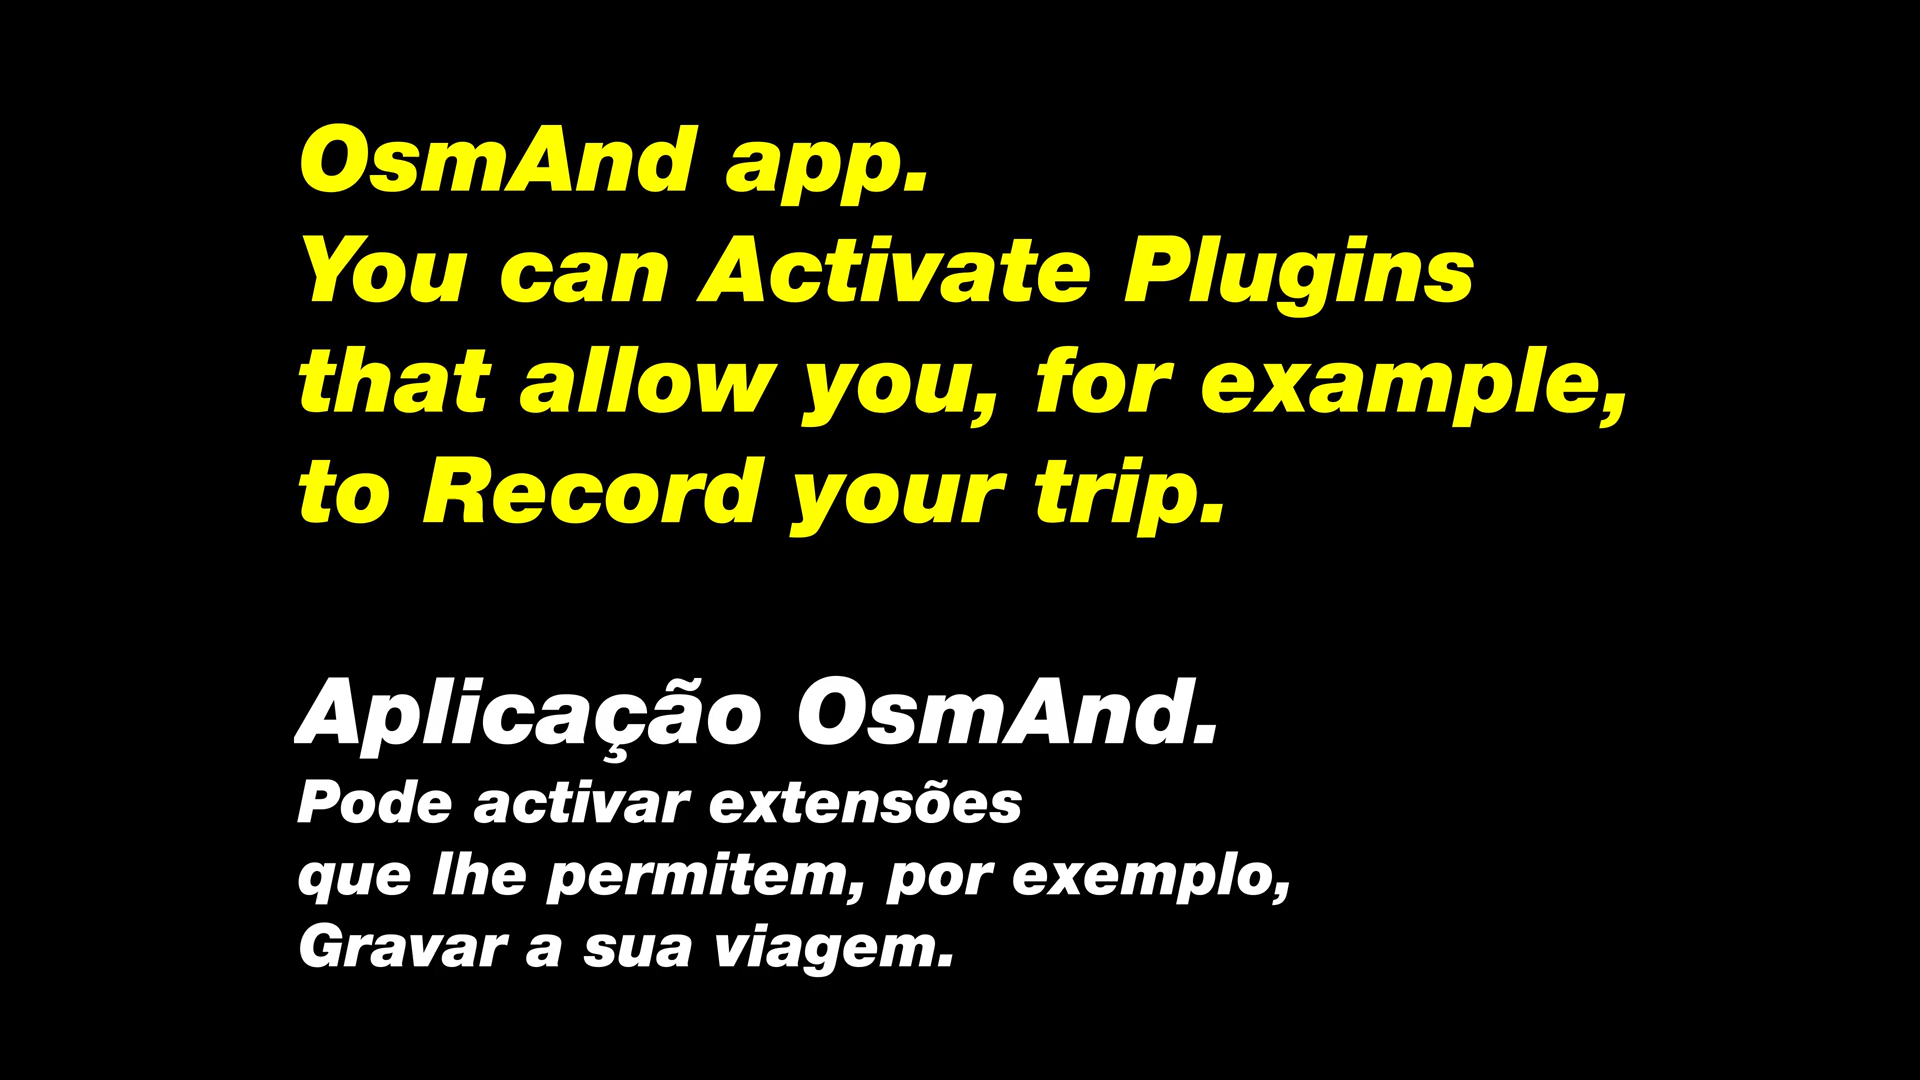 OsmAnd app.
You can Activate Plugins
that allow you, for example,
to Record your trip.
Aplicação OsmAnd.
Pode activar extensões
que lhe permitem, por exemplo,
Gravar a sua viagem.